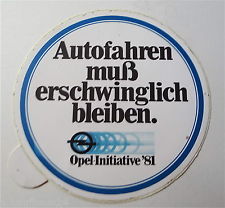 Autofahren
muß
erschwinglich
bleiben.
Opel-Initiative '81